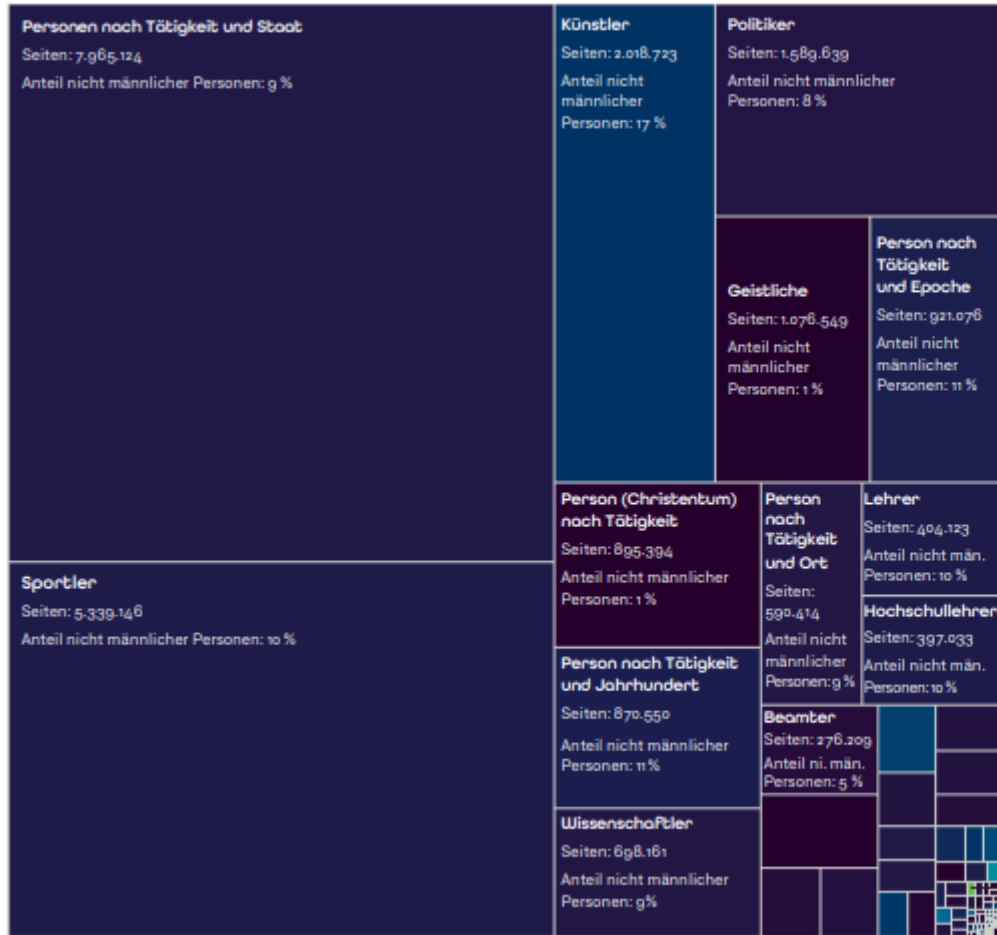 Personen nach Tätigkeit und Staat
Seiten: 7.965.124
Anteil nicht männlicher Personen: 9 %
Künstler
Seiten: 2.018.723
Anteil nicht
männlicher
Personen: 17 %
Politiker
Seiten: 1.589.639
Anteil nicht männlicher
Personen: 8 %
Geistliche
Seiten: 1.076.549
Anteil nicht
männlicher
Personen: 1 %
Person nach
Tätigkeit
und Epoche
Seiten: 921.076
Anteil nicht
männlicher
Personen: 11 %
Sportler
Seiten: 5.339.146
Anteil nicht männlicher Personen: 10 %
Person (Christentum)
nach Tätigkeit
Seiten: 895.394
Anteil nicht männlicher
Personen: 1 %
Person
nach
Tätigkeit
und Ort
Seiten:
590.414
Anteil nicht
männlicher
Personen: 9 %
Lehrer
Seiten: 404.123
Anteil nicht män.
Personen: 10 %
Hochschullehrer
Seiten: 397.033
Anteil nicht män.
Personen: 10 %
Person nach Tätigkeit
und Jahrhundert
Seiten: 870.550
Anteil nicht männlicher
Personen: 11 %
Beamter
Seiten: 276.209
Anteil ni. män.
Personen: 5 %
Wissenschaftler
Seiten: 698.161
Anteil nicht männlicher
Personen: 9%